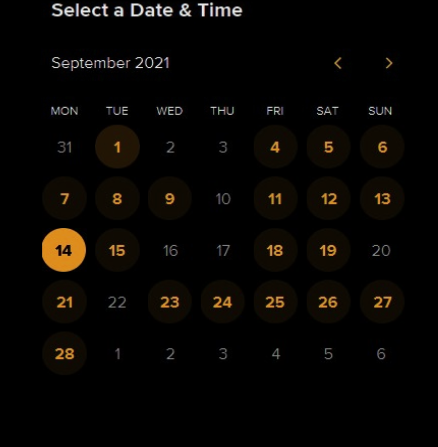 Select a Date & Time
September 2021 < >
MON TUE WED THU FRI SAT SUN
31 1 2 3 4 5 6
7 8 9 10 11 12 13
14 15 16 17 18 19 20
21 22 23 24 25 26 27
28 1 2 3 4 5 6